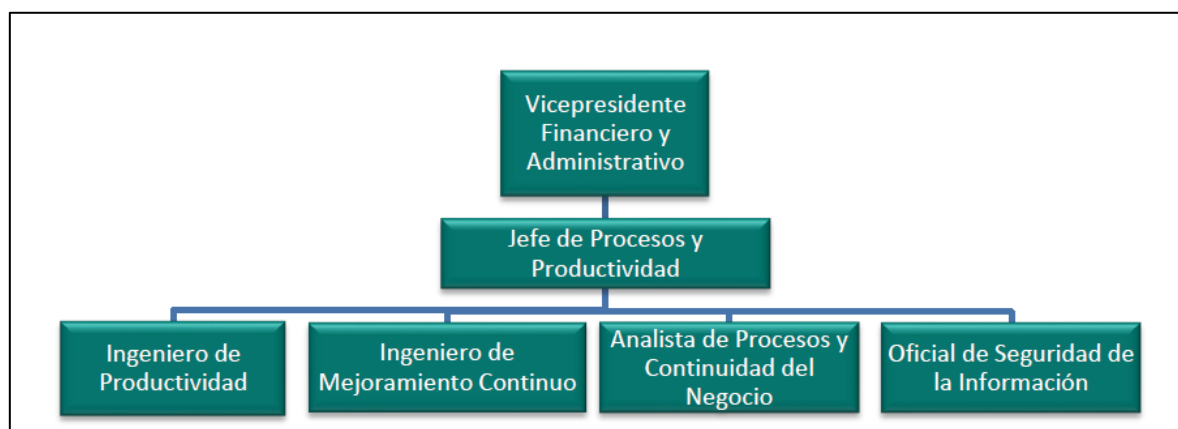 Vicepresidente
Financiero y
Administrativo
Jefe de Procesos y
Productividad
Ingeniero de
Productividad
Ingeniero de
Mejoramiento Continuo
Analista de Procesos y
Continuidad del
Negocio
Oficial de Seguridad de
la Información